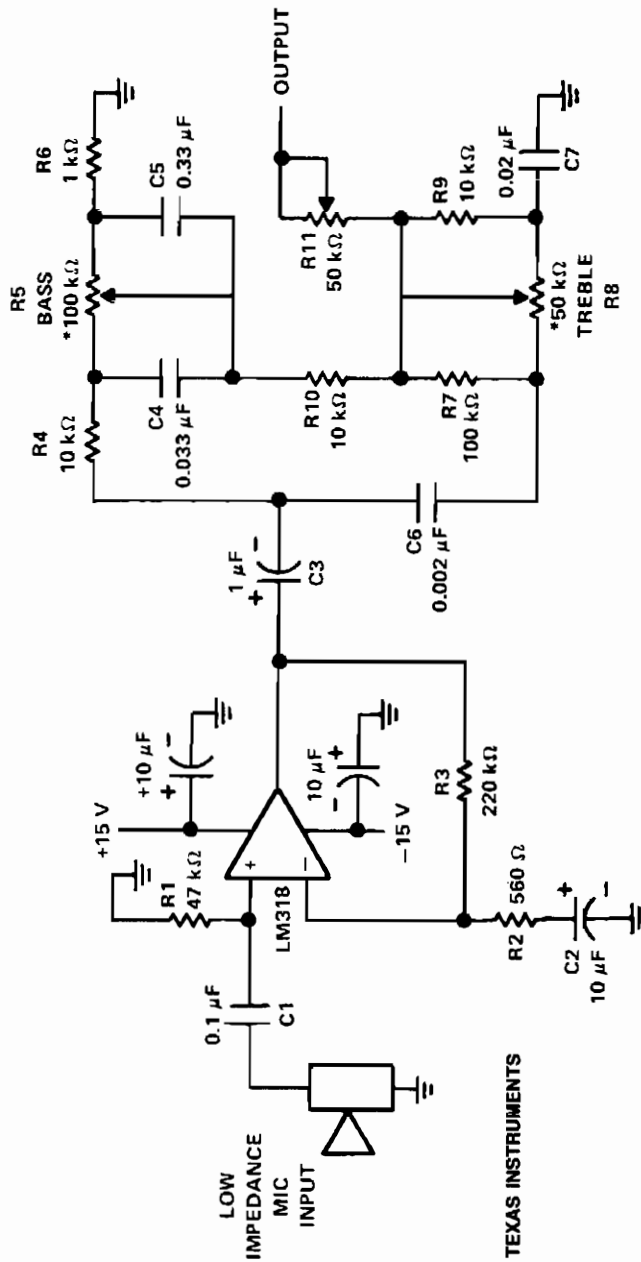 LOW
IMPEDANCE
MIC
INPUT
0.1 µF
C1
R1
47 kΩ
+15 V
+10 µF
+
−
+
−
LM318
10 µF
−
+
−15 V
R3
220 kΩ
R2
560 Ω
C2
10 µF
+
−
1 µF
+
−
C3
R4
10 kΩ
C4
0.033 µF
R5
BASS
*100 kΩ
R6
1 kΩ
C5
0.33 µF
R10
10 kΩ
R11
50 kΩ
OUTPUT
C6
0.002 µF
R7
100 kΩ
R9
10 kΩ
*50 kΩ
TREBLE
R8
0.02 µF
C7
TEXAS INSTRUMENTS